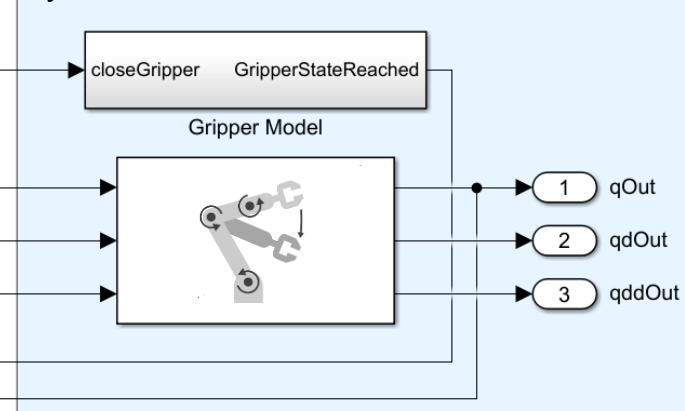 closeGripper GripperStateReached
Gripper Model
1 qOut
2 qdOut
3 qddOut